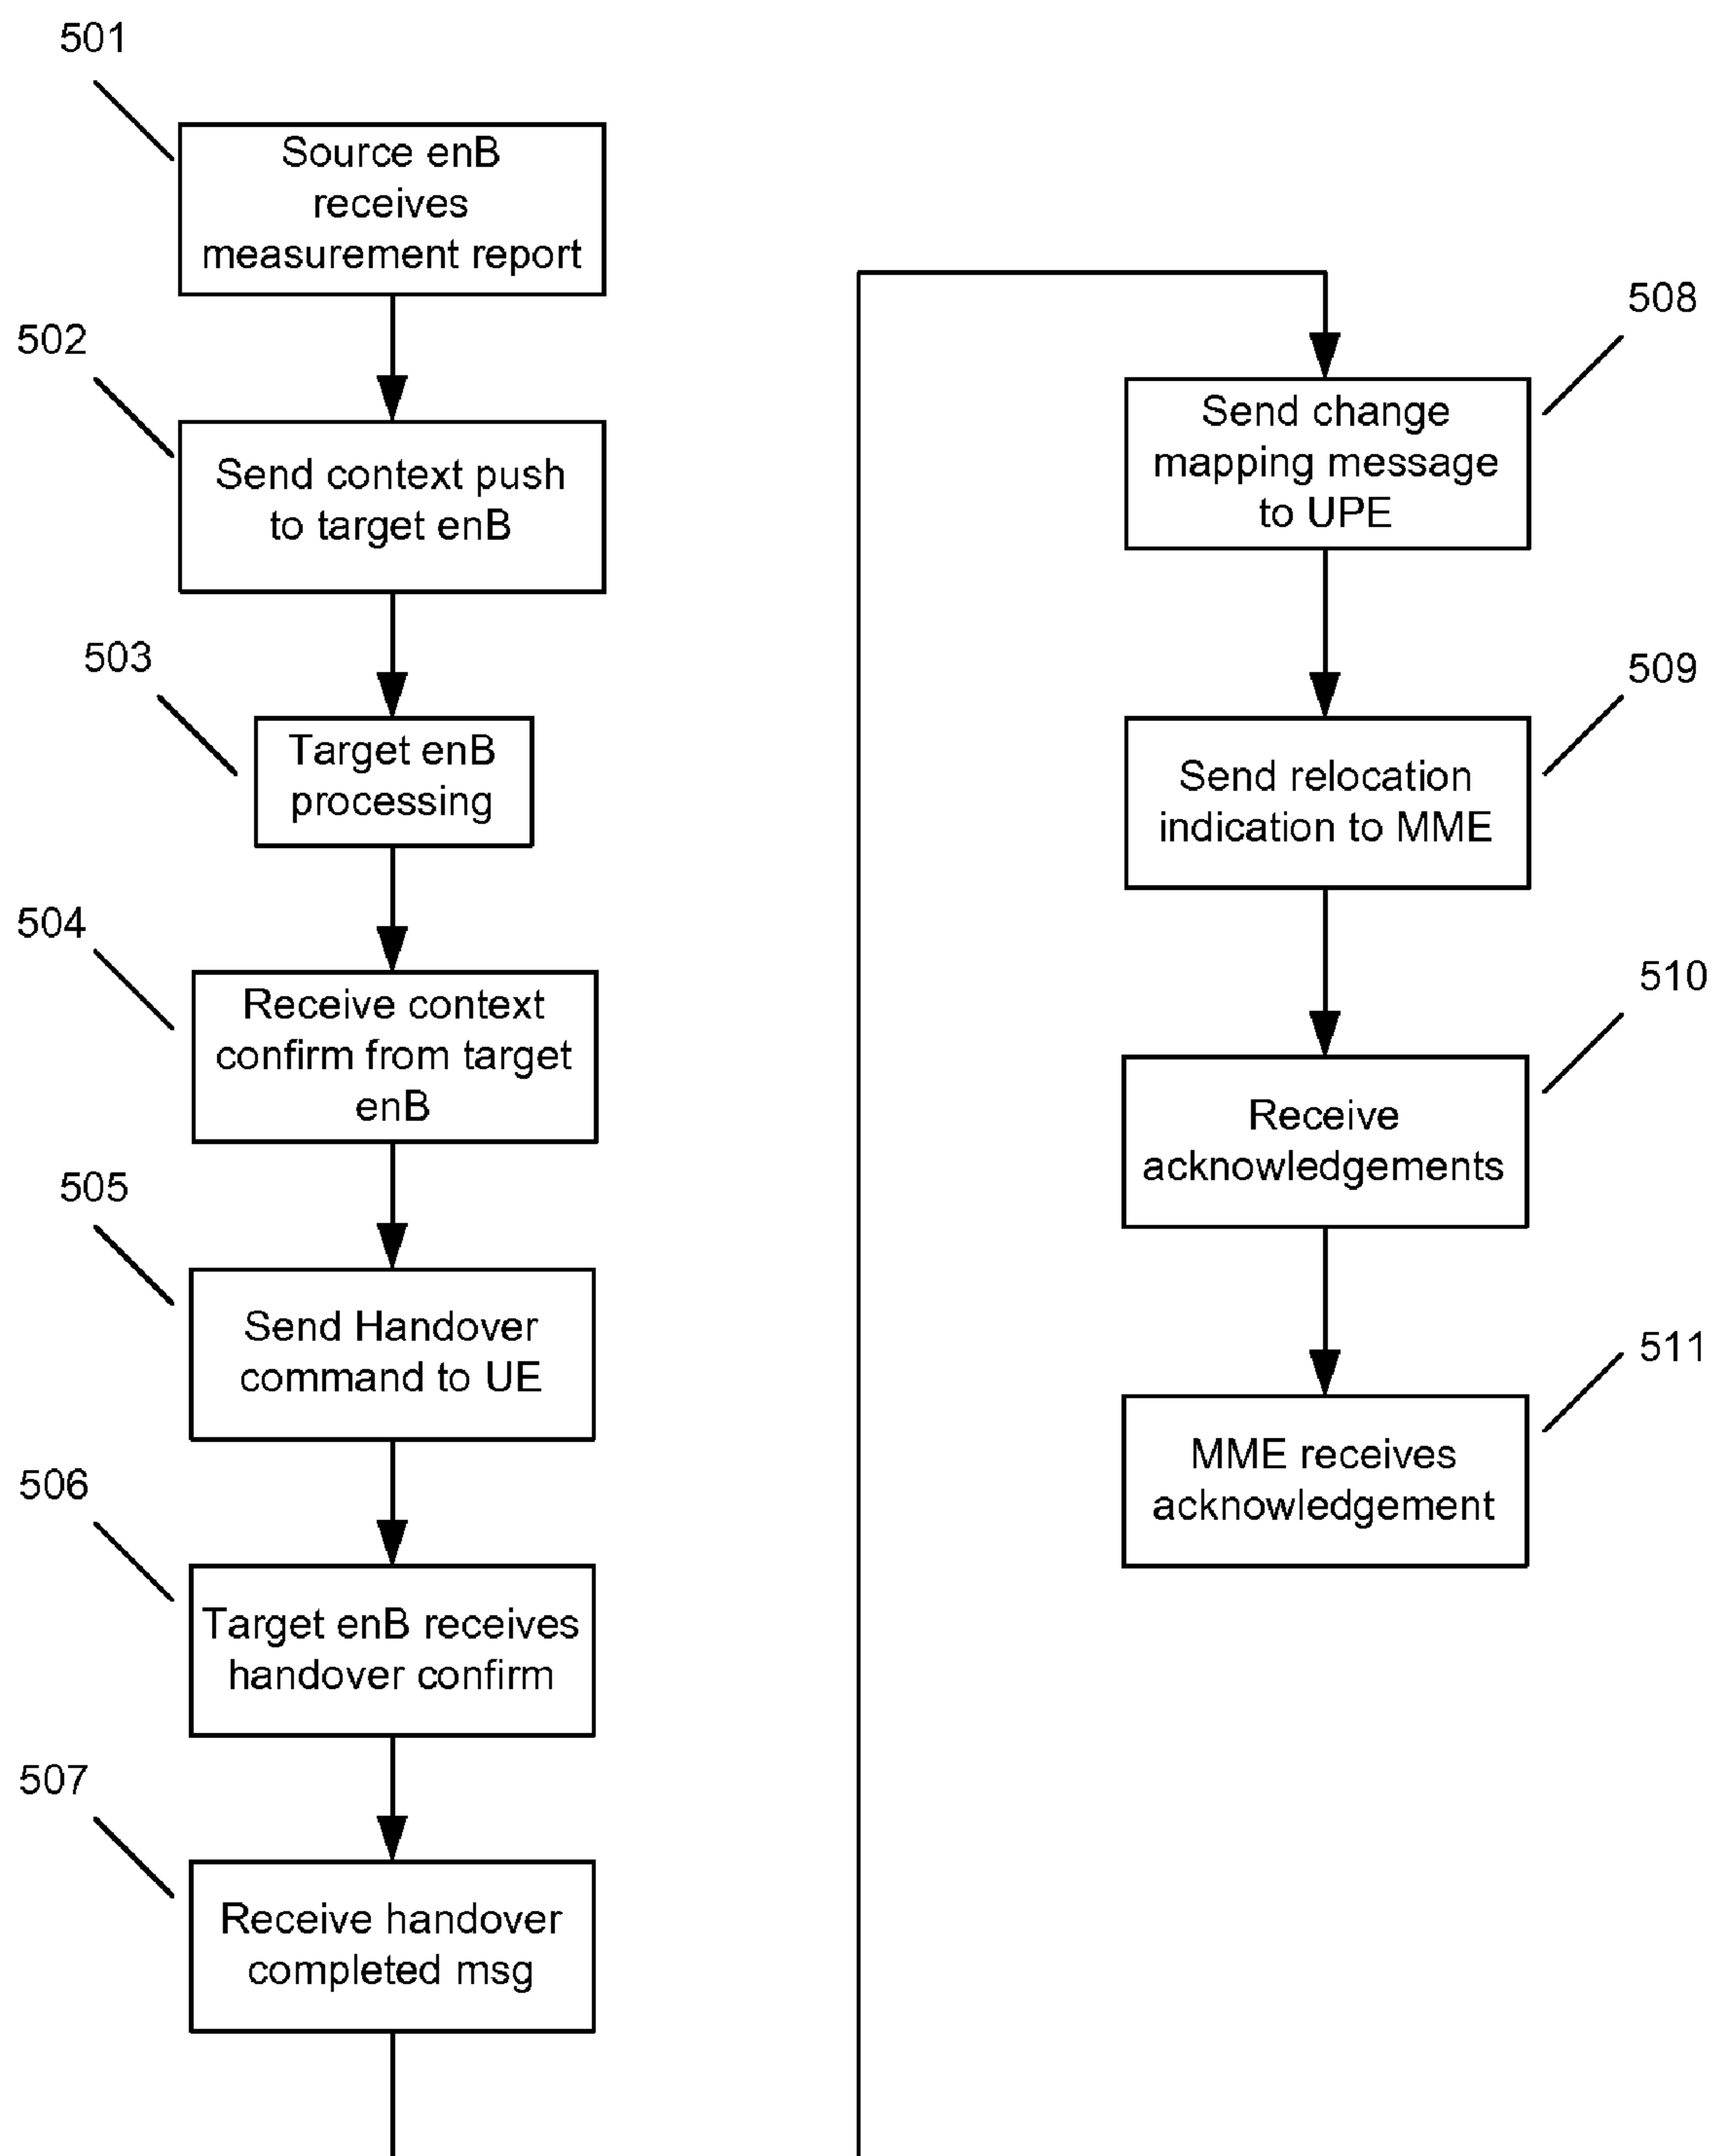 501
Source enB
receives
measurement report
502
Send context push
to target enB
503
Target enB
processing
504
Receive context
confirm from target
enB
505
Send Handover
command to UE
506
Target enB receives
handover confirm
507
Receive handover
completed msg
508
Send change
mapping message
to UPE
509
Send relocation
indication to MME
510
Receive
acknowledgements
511
MME receives
acknowledgement